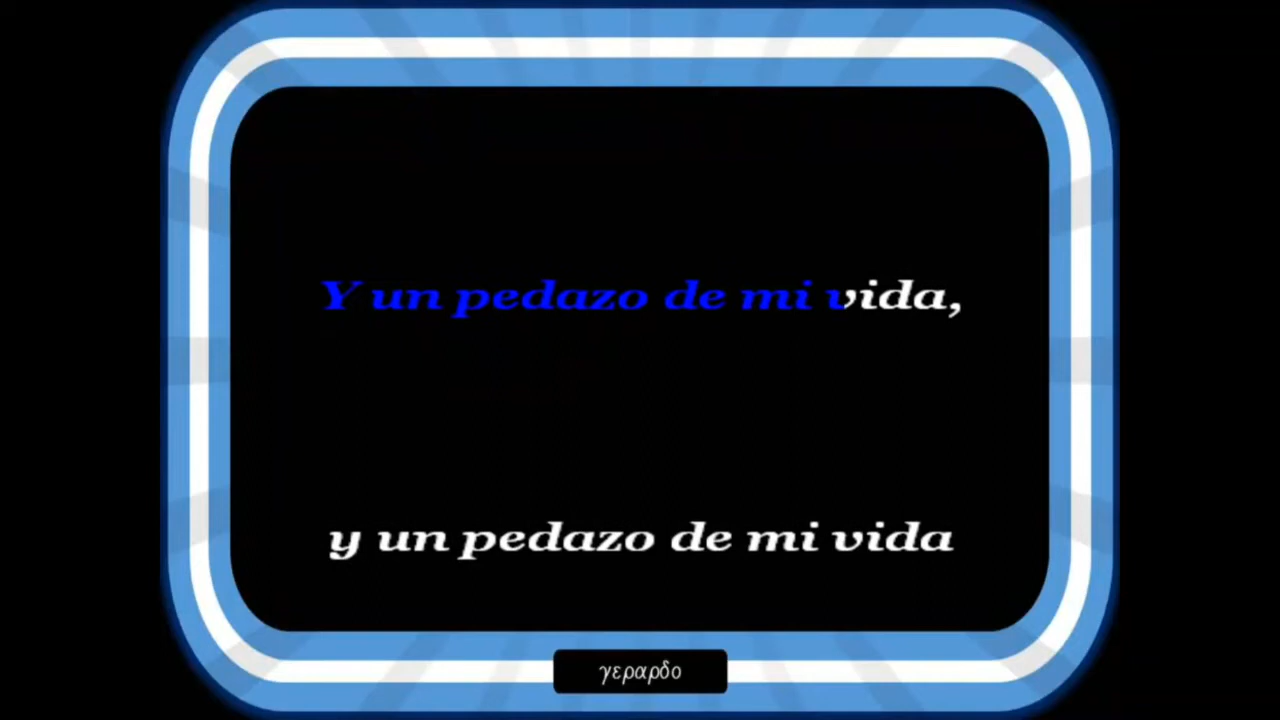 Y un pedazo de mi vida,
y un pedazo de mi vida
γεραρδο